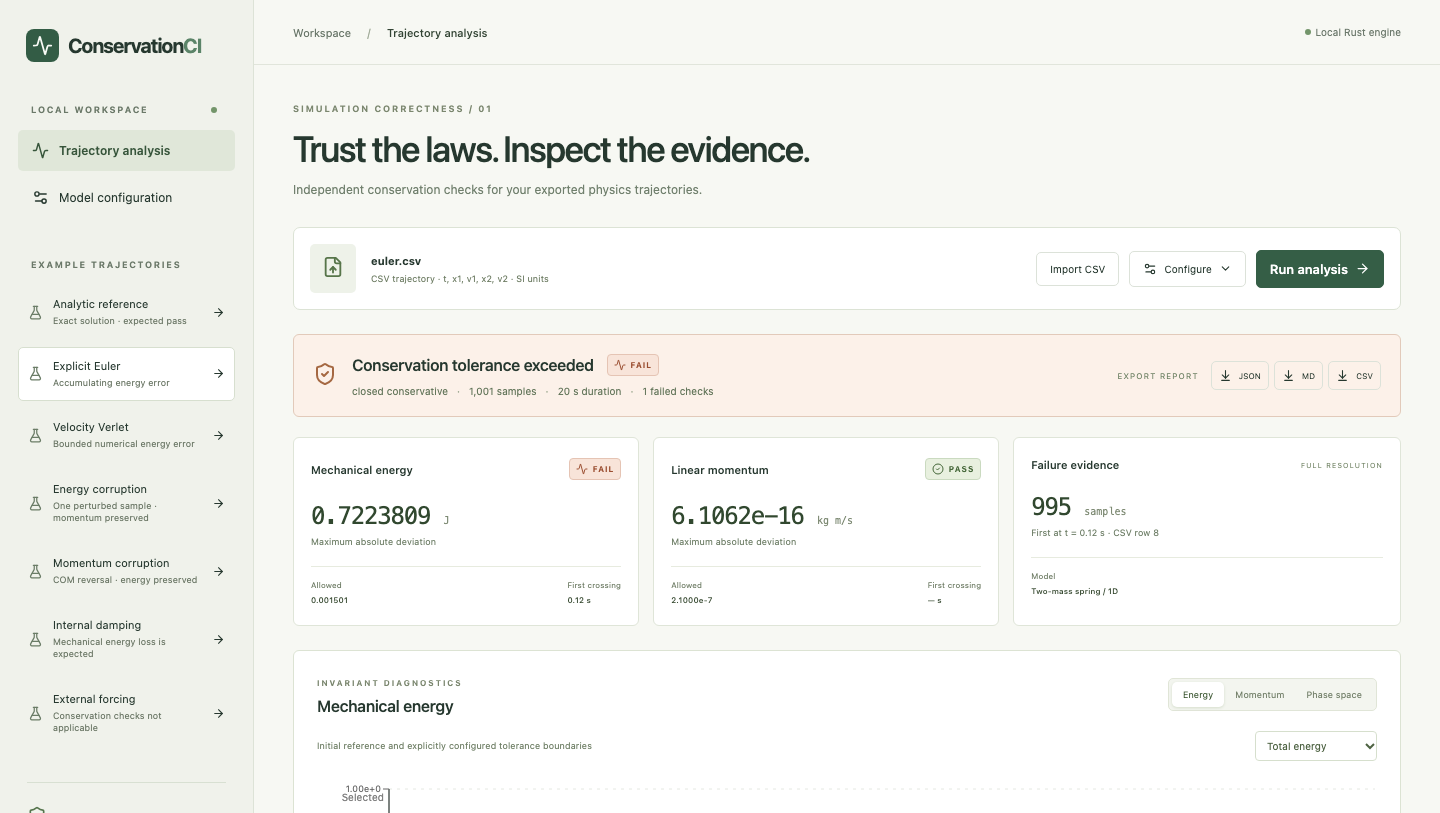 ConservationCI
LOCAL WORKSPACE
Trajectory analysis
Model configuration
EXAMPLE TRAJECTORIES
Analytic reference
Exact solution · expected pass
Explicit Euler
Accumulating energy error
Velocity Verlet
Bounded numerical energy error
Energy corruption
One perturbed sample ·
momentum preserved
Momentum corruption
COM reversal · energy preserved
Internal damping
Mechanical energy loss is
expected
External forcing
Conservation checks not
applicable
Workspace / Trajectory analysis
Local Rust engine
SIMULATION CORRECTNESS / 01
Trust the laws. Inspect the evidence.
Independent conservation checks for your exported physics trajectories.
euler.csv
CSV trajectory · t, x1, v1, x2, v2 · SI units
Import CSV
Configure
Run analysis
Conservation tolerance exceeded FAIL
closed conservative · 1,001 samples · 20 s duration · 1 failed checks
EXPORT REPORT JSON MD CSV
Mechanical energy FAIL
0.7223809 J
Maximum absolute deviation
Allowed First crossing
0.001501 0.12 s
Linear momentum PASS
6.1062e−16 kg m/s
Maximum absolute deviation
Allowed First crossing
2.1000e-7 — s
Failure evidence FULL RESOLUTION
995 samples
First at t = 0.12 s · CSV row 8
Model
Two-mass spring / 1D
INVARIANT DIAGNOSTICS
Mechanical energy
Energy Momentum Phase space
Initial reference and explicitly configured tolerance boundaries
Total energy
1.00e+0
Selected